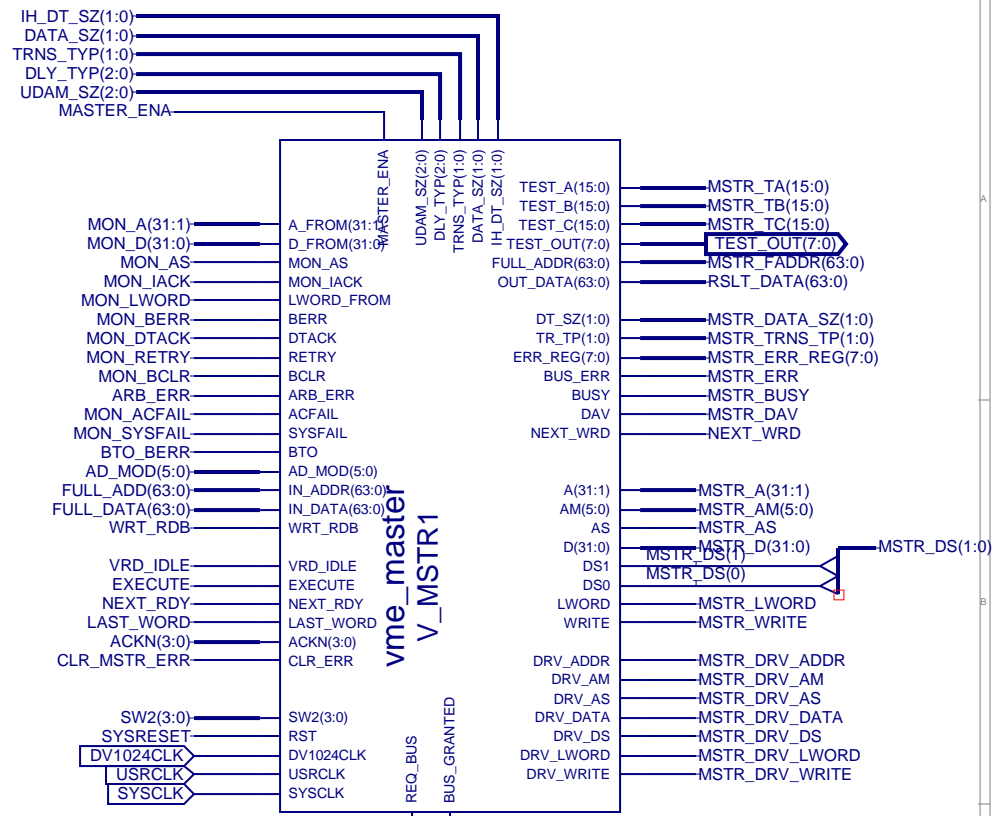 IH_DT_SZ(1:0)
DATA_SZ(1:0)
TRNS_TYP(1:0)
DLY_TYP(2:0)
UDAM_SZ(2:0)
MASTER_ENA
MASTER_ENA
UDAM_SZ(2:0)
DLY_TYP(2:0)
TRNS_TYP(1:0)
DATA_SZ(1:0)
IH_DT_SZ(1:0)
MON_A(31:1) A_FROM(31:1)
MON_D(31:0) D_FROM(31:0)
MON_AS MON_AS
MON_IACK MON_IACK
MON_LWORD LWORD_FROM
MON_BERR BERR
MON_DTACK DTACK
MON_RETRY RETRY
MON_BCLR BCLR
ARB_ERR ARB_ERR
MON_ACFAIL ACFAIL
MON_SYSFAIL SYSFAIL
BTO_BERR BTO
AD_MOD(5:0) AD_MOD(5:0)
FULL_ADD(63:0) IN_ADDR(63:0)
FULL_DATA(63:0) IN_DATA(63:0)
WRT_RDB WRT_RDB
VRD_IDLE VRD_IDLE
EXECUTE EXECUTE
NEXT_RDY NEXT_RDY
LAST_WORD LAST_WORD
ACKN(3:0) ACKN(3:0)
CLR_MSTR_ERR CLR_ERR
SW2(3:0) SW2(3:0)
SYSRESET RST
DV1024CLK DV1024CLK
USRCLK USRCLK
SYSCLK SYSCLK
vme_master
V_MSTR1
REQ_BUS
BUS_GRANTED
TEST_A(15:0) MSTR_TA(15:0)
TEST_B(15:0) MSTR_TB(15:0)
TEST_C(15:0) MSTR_TC(15:0)
TEST_OUT(7:0) TEST_OUT(7:0)
FULL_ADDR(63:0) MSTR_FADDR(63:0)
OUT_DATA(63:0) RSLT_DATA(63:0)
DT_SZ(1:0) MSTR_DATA_SZ(1:0)
TR_TP(1:0) MSTR_TRNS_TP(1:0)
ERR_REG(7:0) MSTR_ERR_REG(7:0)
BUS_ERR MSTR_ERR
BUSY MSTR_BUSY
DAV MSTR_DAV
NEXT_WRD NEXT_WRD
A(31:1) MSTR_A(31:1)
AM(5:0) MSTR_AM(5:0)
AS MSTR_AS
D(31:0) MSTR_D(31:0) MSTR_DS(1:0)
DS1 MSTR_DS(1)
DS0 MSTR_DS(0)
LWORD MSTR_LWORD
WRITE MSTR_WRITE
DRV_ADDR MSTR_DRV_ADDR
DRV_AM MSTR_DRV_AM
DRV_AS MSTR_DRV_AS
DRV_DATA MSTR_DRV_DATA
DRV_DS MSTR_DRV_DS
DRV_LWORD MSTR_DRV_LWORD
DRV_WRITE MSTR_DRV_WRITE
A
B